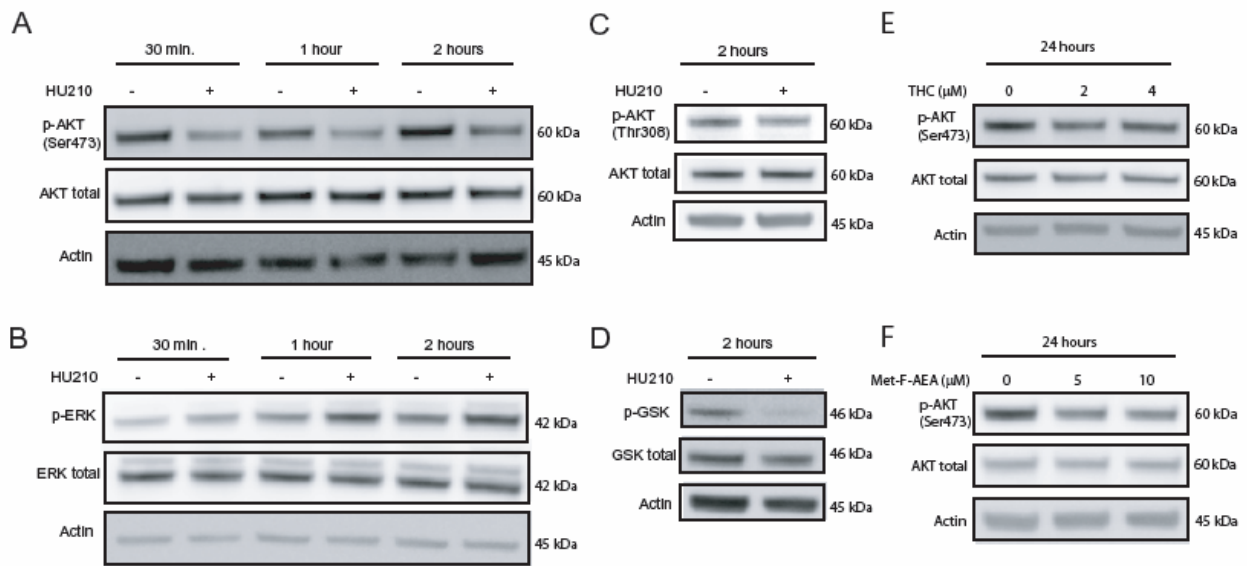 A
30 min. 1 hour 2 hours
HU210 - + - + - +
p-AKT
(Ser473) 60 kDa
AKT total 60 kDa
Actin 45 kDa
B
30 min . 1 hour 2 hours
HU210 - + - + - +
p-ERK 42 kDa
ERK total 42 kDa
Actin 45 kDa
C
2 hours
HU210 - +
p-AKT
(Thr308) 60 kDa
AKT total 60 kDa
Actin 45 kDa
D
2 hours
HU210 - +
p-GSK 46 kDa
GSK total 46 kDa
Actin 45 kDa
E
24 hours
THC (μM) 0 2 4
p-AKT
(Ser473) 60 kDa
AKT total 60 kDa
Actin 45 kDa
F
24 hours
Met-F-AEA (μM) 0 5 10
p-AKT
(Ser473) 60 kDa
AKT total 60 kDa
Actin 45 kDa